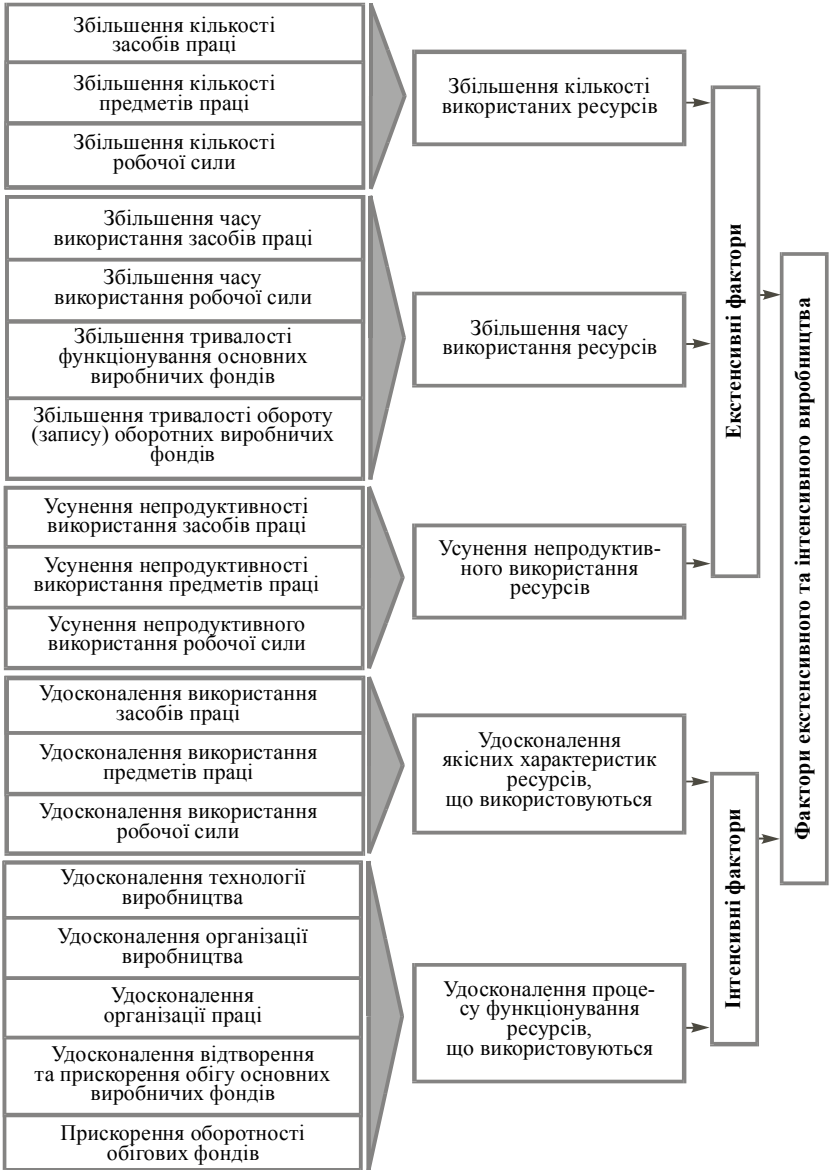 Збільшення кількості
засобів праці
Збільшення кількості
предметів праці
Збільшення кількості
робочої сили
Збільшення кількості
використаних ресурсів
Збільшення часу
використання засобів праці
Збільшення часу
використання робочої сили
Збільшення тривалості
функціонування основних
виробничих фондів
Збільшення тривалості обороту
(запису) оборотних виробничих
фондів
Збільшення часу
використання ресурсів
Усунення непродуктивності
використання засобів праці
Усунення непродуктивності
використання предметів праці
Усунення непродуктивного
використання робочої сили
Усунення непродуктив-
ного використання
ресурсів
Екстенсивні фактори
Удосконалення використання
засобів праці
Удосконалення використання
предметів праці
Удосконалення використання
робочої сили
Удосконалення
якісних характеристик
ресурсів,
що використовуються
Удосконалення технології
виробництва
Удосконалення організації
виробництва
Удосконалення
організації праці
Удосконалення відтворення
та прискорення обігу основних
виробничих фондів
Прискорення оборотності
обігових фондів
Удосконалення проце-
су функціонування
ресурсів,
що використовуються
Інтенсивні фактори
Фактори екстенсивного та інтенсивного виробництва